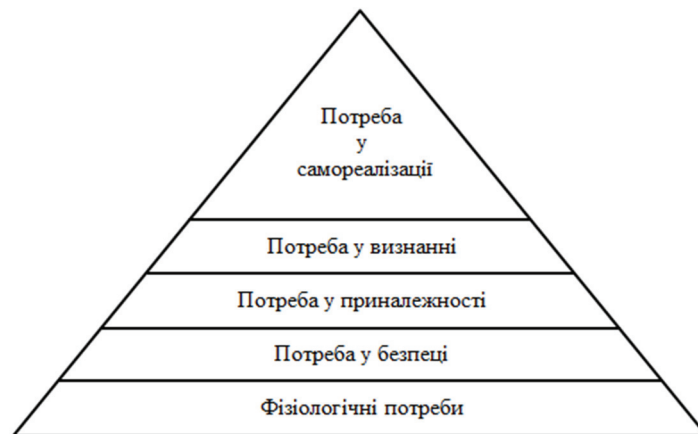 Потреба
у
самореалізації
Потреба у визнанні
Потреба у приналежності
Потреба у безпеці
Фізіологічні потреби